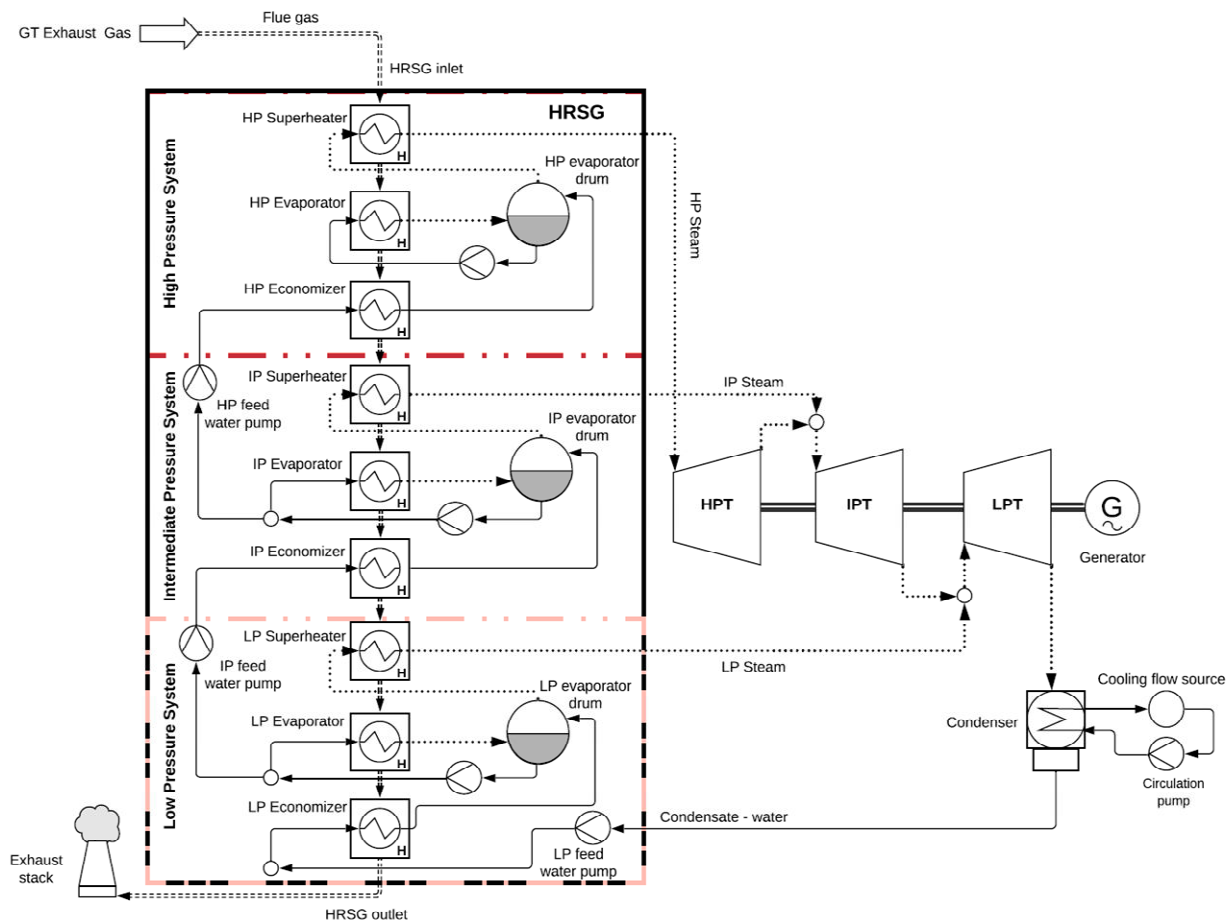 Flue gas
GT Exhaust Gas
HRSG inlet
HRSG
High Pressure System
HP Superheater
H
HP evaporator
drum
HP Evaporator
H
HP Steam
HP Economizer
H
Intermediate Pressure System
IP Superheater
H
IP Steam
HP feed
water pump
IP evaporator
drum
IP Evaporator
H
HPT
IPT
LPT
G
Generator
IP Economizer
H
Low Pressure System
LP Superheater
H
LP Steam
IP feed
water pump
LP evaporator
drum
Cooling flow source
LP Evaporator
H
Condenser
Circulation
pump
LP Economizer
H
Condensate - water
LP feed
water pump
Exhaust
stack
HRSG outlet